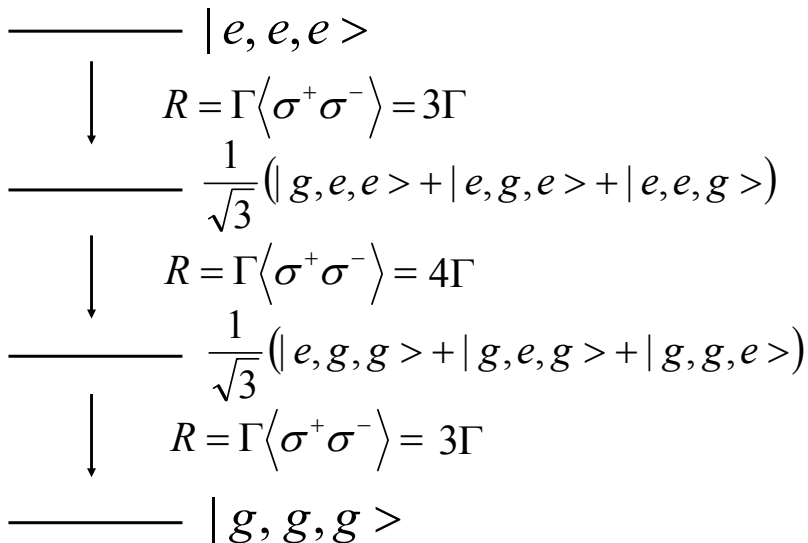 | e, e, e >
R = Γ⟨σ⁺σ⁻⟩ = 3Γ
1/√3 (| g, e, e > + | e, g, e > + | e, e, g >)
R = Γ⟨σ⁺σ⁻⟩ = 4Γ
1/√3 (| e, g, g > + | g, e, g > + | g, g, e >)
R = Γ⟨σ⁺σ⁻⟩ = 3Γ
| g, g, g >